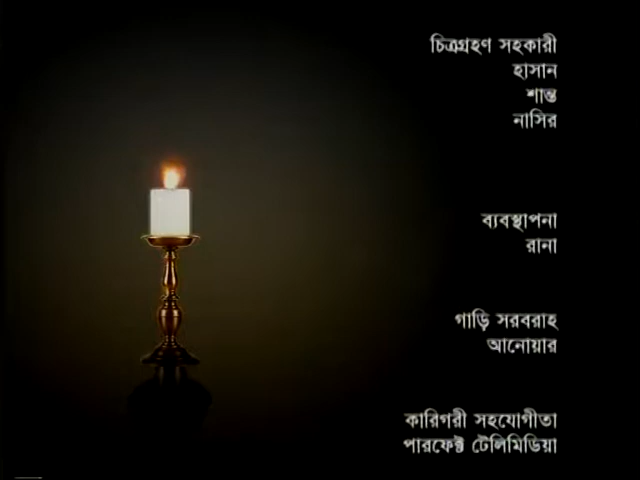 চিত্রগ্রহণ সহকারী
হাসান
শান্ত
নাসির
ব্যবস্থাপনা
রানা
গাড়ি সরবরাহ
আনোয়ার
কারিগরী সহযোগীতা
পারফেক্ট টেলিমিডিয়া